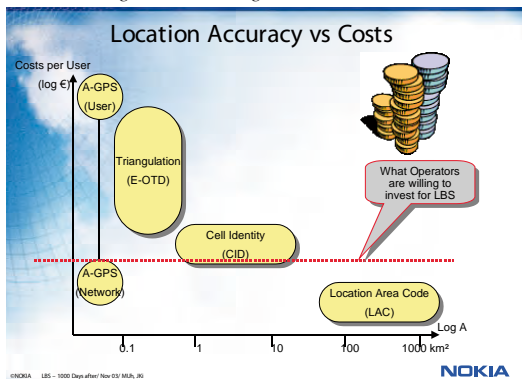 Location Accuracy vs Costs
Costs per User
(log €)
A-GPS
(User)
Triangulation
(E-OTD)
What Operators
are willing to
invest for LBS
Cell Identity
(CID)
A-GPS
(Network)
Location Area Code
(LAC)
Log A
0.1
1
10
100
1000 km²
©NOKIA LBS – 1000 Days after/ Nov 03/ MUh, JKi
NOKIA